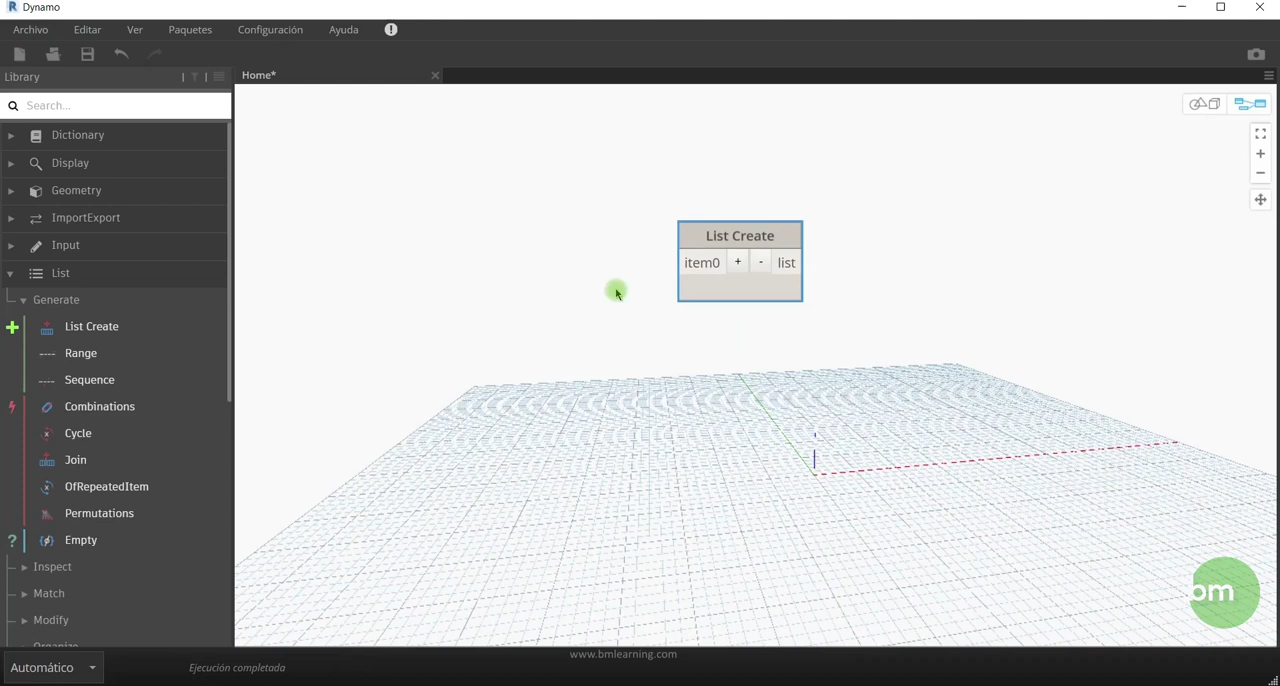 Dynamo
Archivo Editar Ver Paquetes Configuración Ayuda
Library
Home*
Search...
Dictionary
Display
Geometry
ImportExport
Input
List
Generate
List Create
Range
Sequence
Combinations
Cycle
Join
OfRepeatedItem
Permutations
Empty
Inspect
Match
Modify
Organize
List Create
item0 + - list
bm
www.bmlearning.com
Automático
Ejecución completada